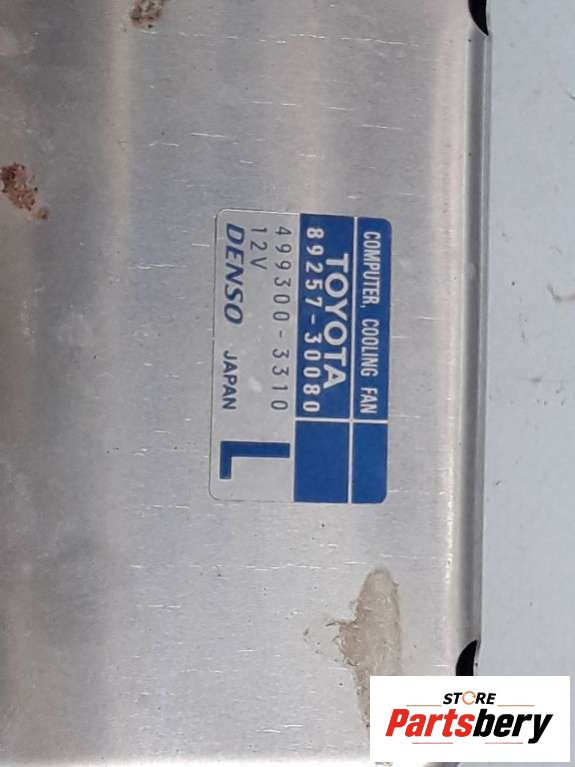 COMPUTER, COOLING FAN
TOYOTA
89257-30080
499300-3310
12V
DENSO JAPAN
L
STORE
Partsbery